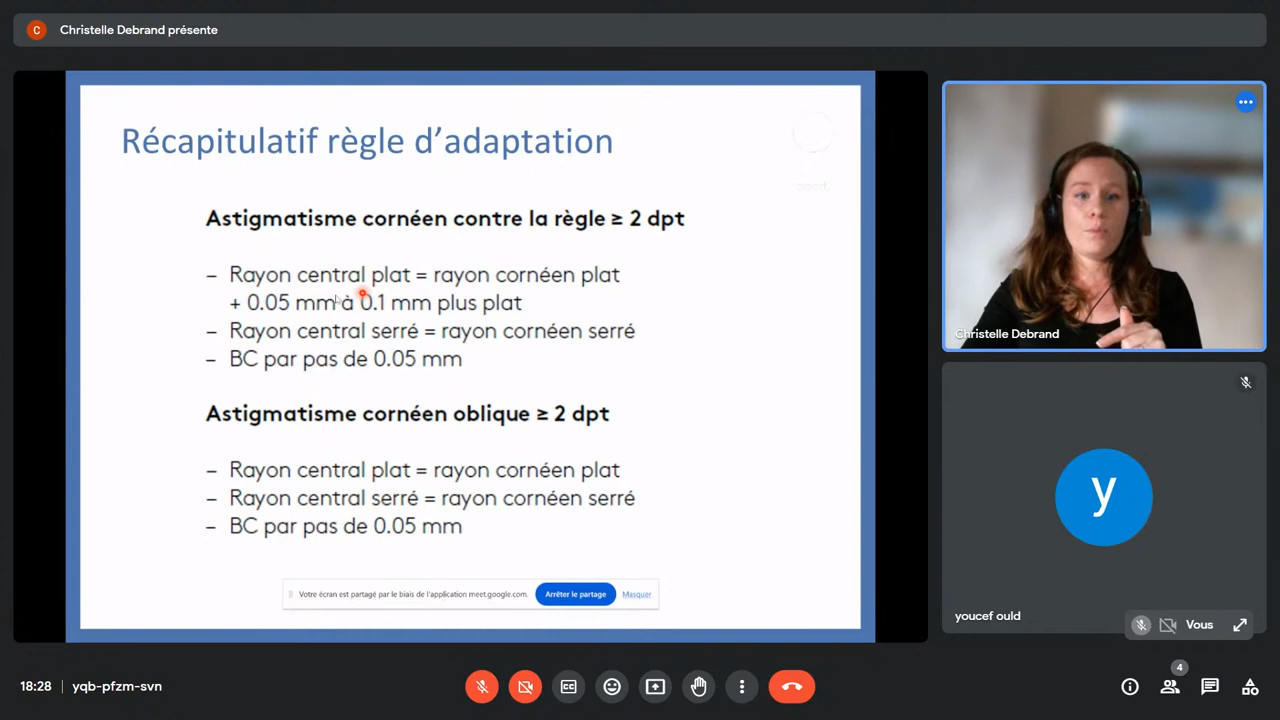 C Christelle Debrand présente
Récapitulatif règle d'adaptation
Astigmatisme cornéen contre la règle ≥ 2 dpt
– Rayon central plat = rayon cornéen plat
+ 0.05 mm à 0.1 mm plus plat
– Rayon central serré = rayon cornéen serré
– BC par pas de 0.05 mm
Astigmatisme cornéen oblique ≥ 2 dpt
– Rayon central plat = rayon cornéen plat
– Rayon central serré = rayon cornéen serré
– BC par pas de 0.05 mm
Votre écran est partagé par le biais de l'application meet.google.com. Arrêter le partage Masquer
Christelle Debrand
y
youcef ould
Vous
18:28 | yqb-pfzm-svn
4